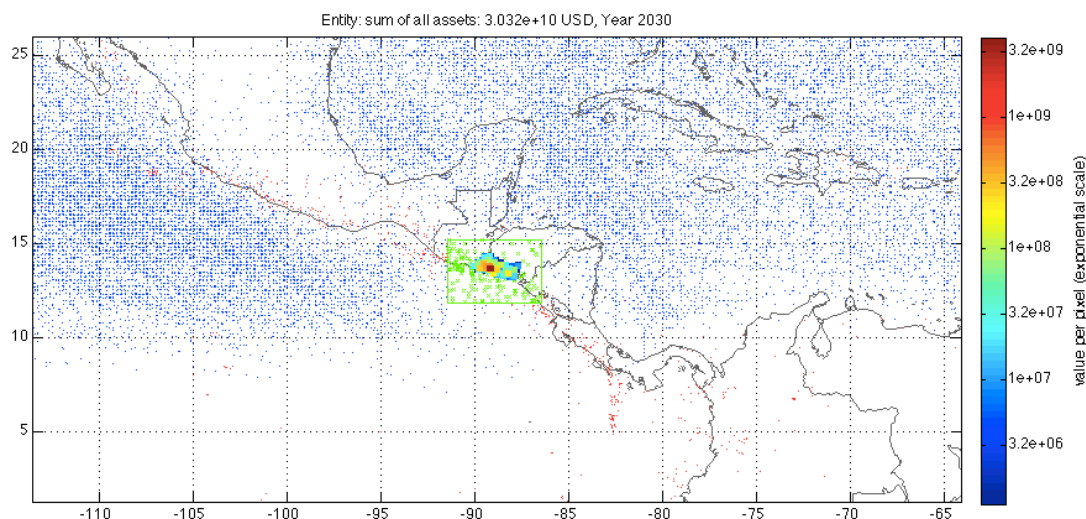 Entity: sum of all assets: 3.032e+10 USD, Year 2030
25
20
15
10
5
-110
-105
-100
-95
-90
-85
-80
-75
-70
-65
3.2e+09
1e+09
3.2e+08
1e+08
3.2e+07
1e+07
3.2e+06
value per pixel (exponential scale)